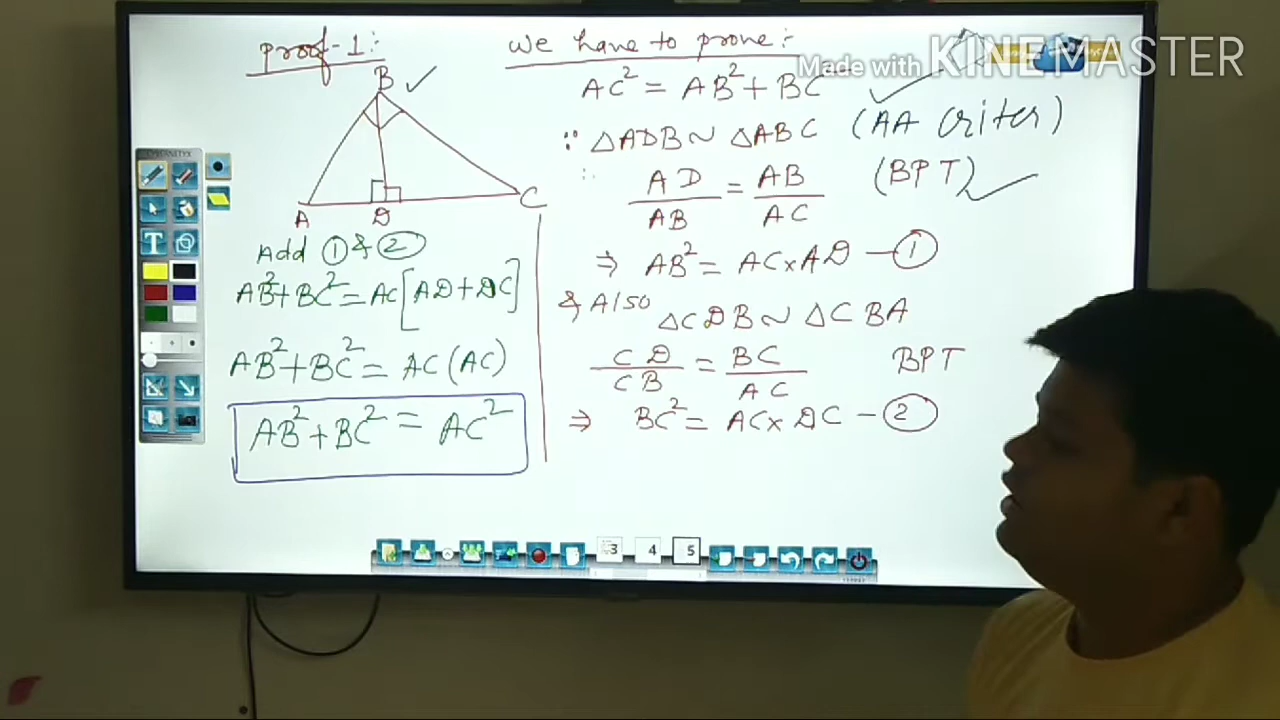 Proof-1:-
B
A
D
C
Add ① & ②
AB²+BC²=AC[AD+DC]
AB²+BC²= AC(AC)
AB²+BC² = AC²
We have to prove:-
AC² = AB²+BC²
∵ △ADB ~ △ABC (AA criter)
∴ AD/AB = AB/AC (BPT)
⇒ AB² = AC×AD —①
& Also △CDB ~ △CBA
CD/CB = BC/AC BPT
⇒ BC² = AC×DC —②
Made with KINEMASTER
T
3
4
5